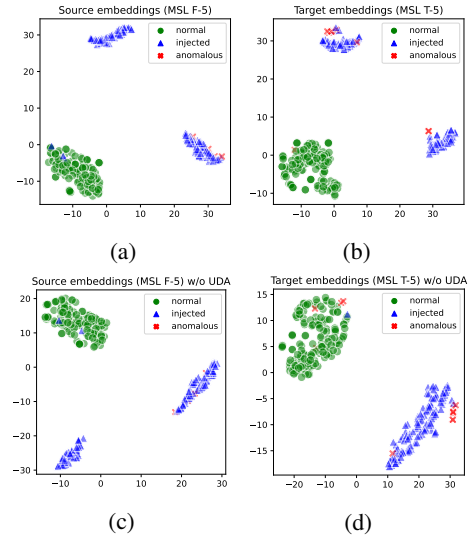 Source embeddings (MSL F-5)
normal
injected
anomalous
30
20
10
0
−10
−10
0
10
20
30
(a)
Target embeddings (MSL T-5)
normal
injected
anomalous
30
20
10
0
−10
−10
0
10
20
30
(b)
Source embeddings (MSL F-5) w/o UDA
normal
injected
anomalous
20
10
0
−10
−20
−30
−10
0
10
20
30
(c)
Target embeddings (MSL T-5) w/o UDA
normal
injected
anomalous
15
10
5
0
−5
−10
−15
−20
−10
0
10
20
30
(d)